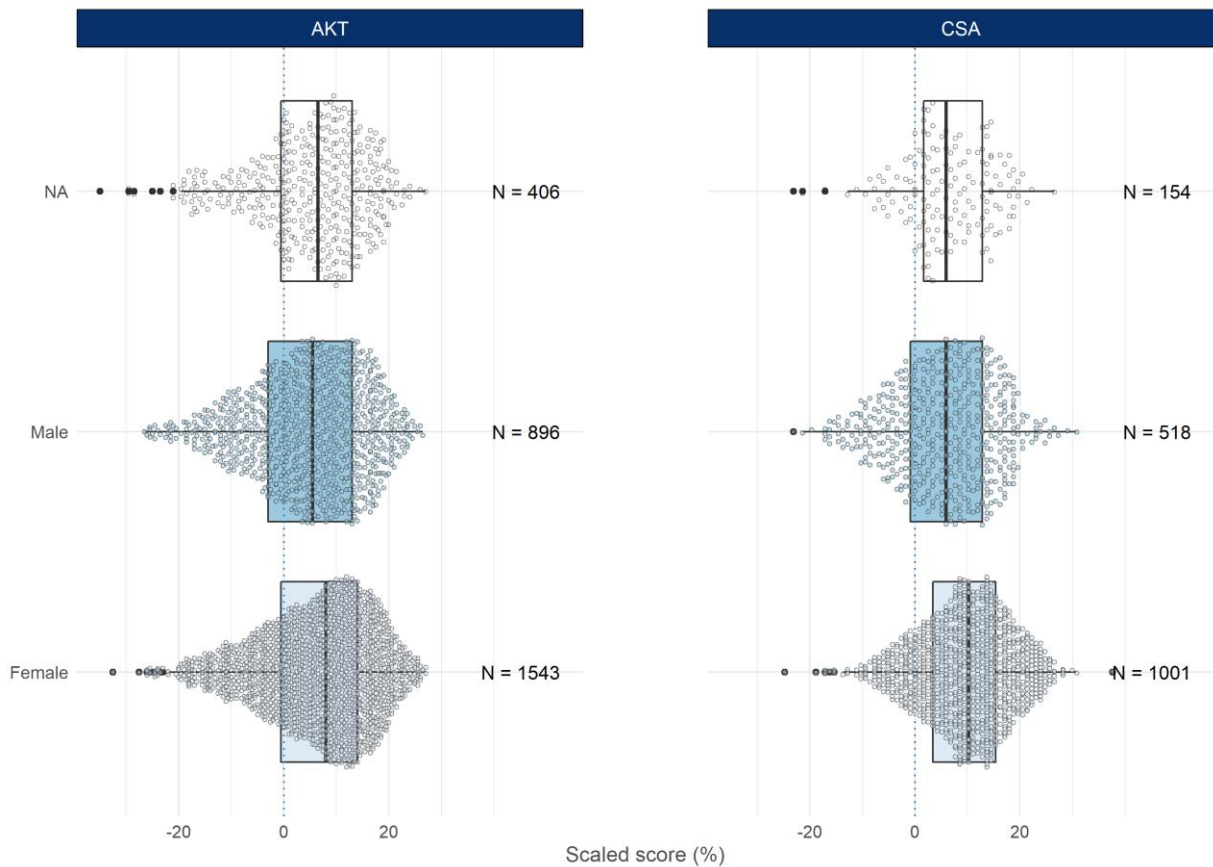 AKT
CSA
NA
N = 406
N = 154
Male
N = 896
N = 518
Female
N = 1543
N = 1001
-20 0 20
-20 0 20
Scaled score (%)